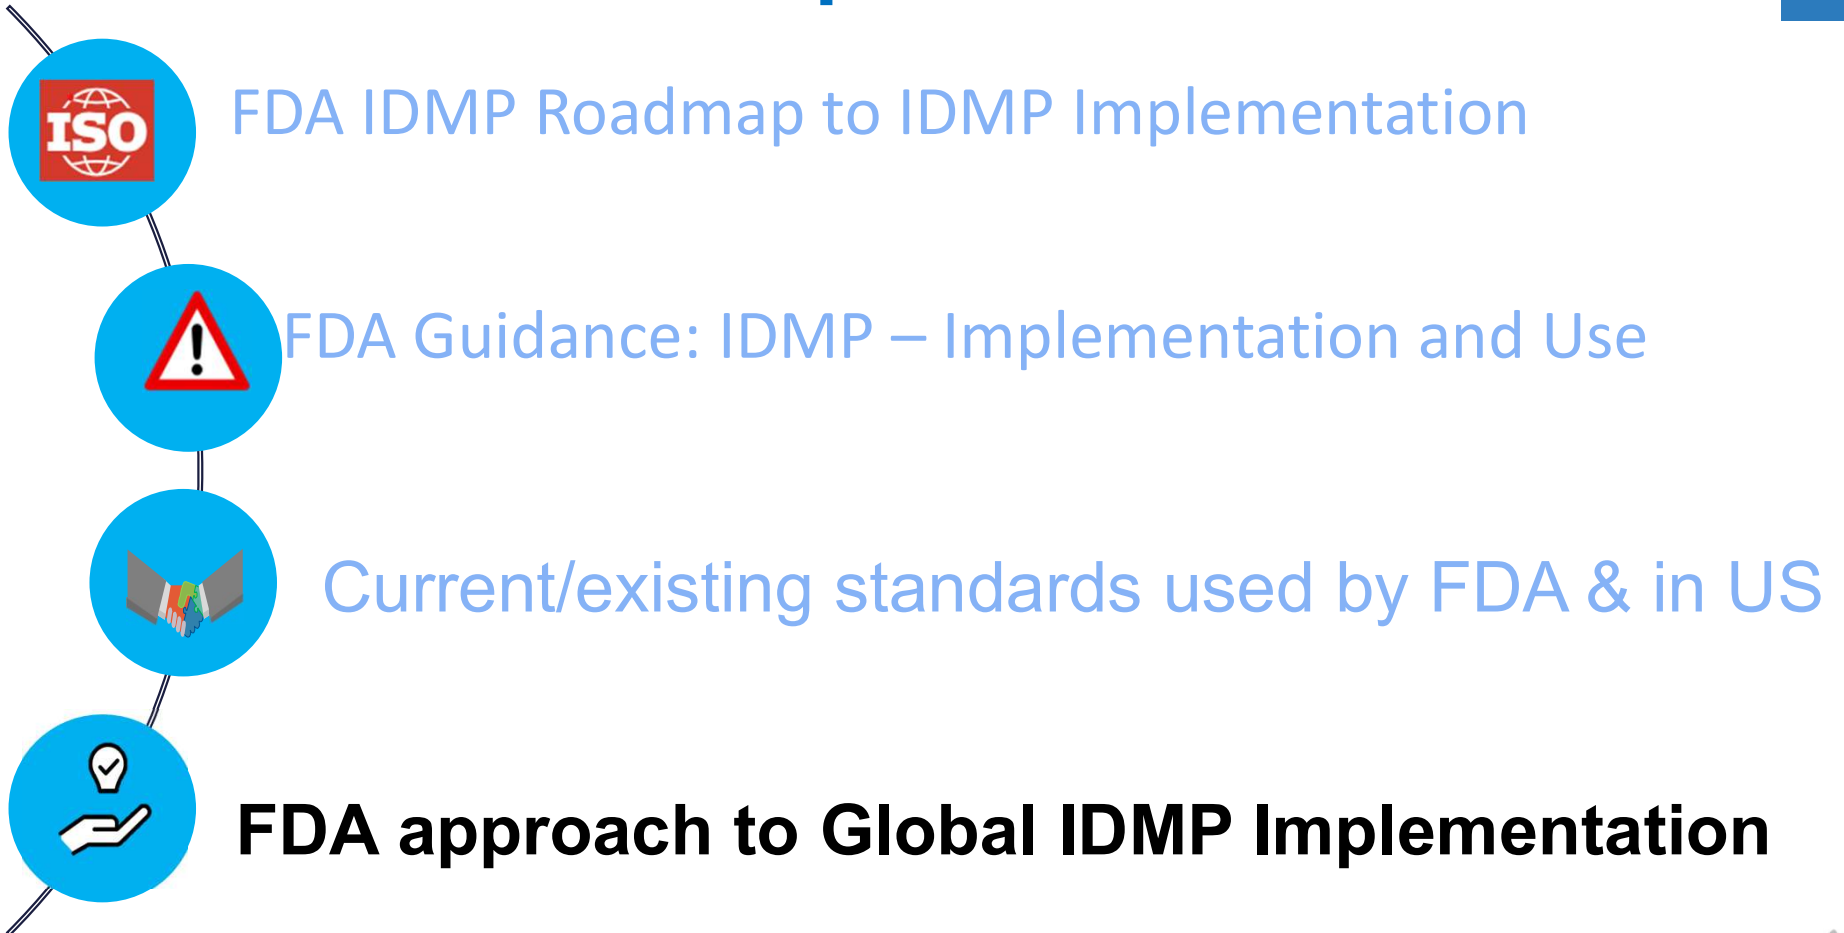 ISO
FDA IDMP Roadmap to IDMP Implementation
FDA Guidance: IDMP – Implementation and Use
Current/existing standards used by FDA & in US
FDA approach to Global IDMP Implementation